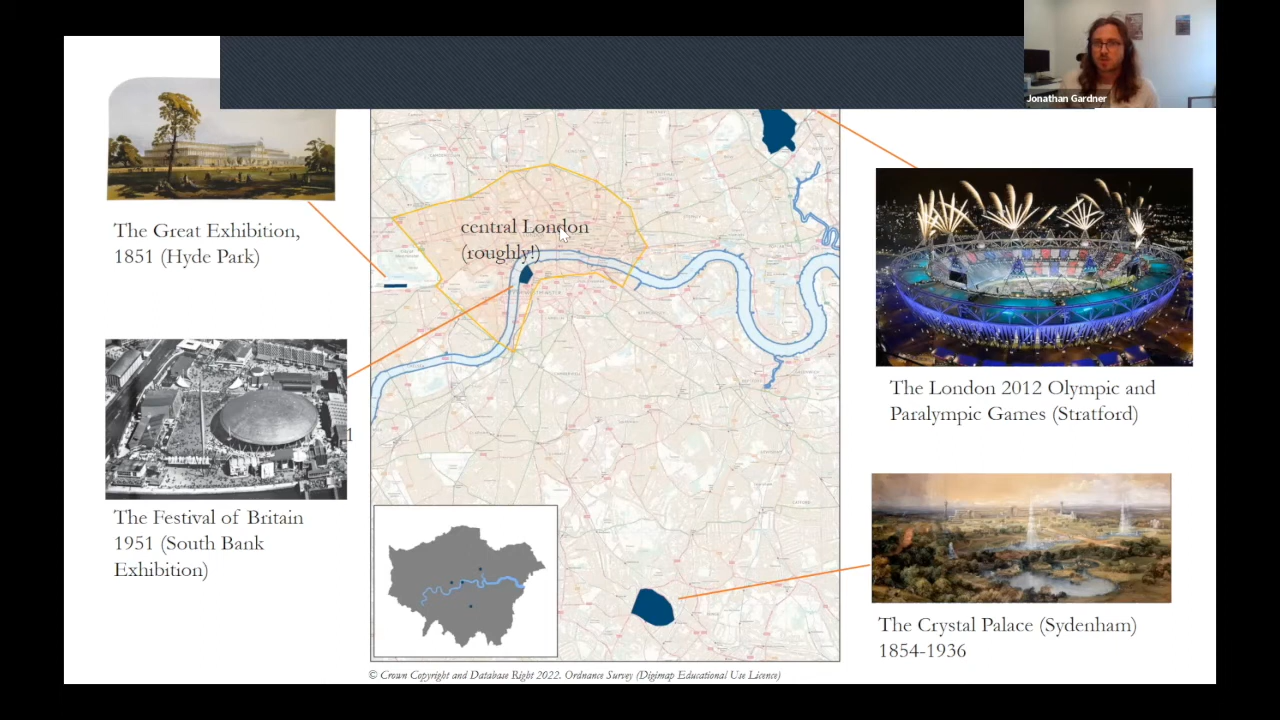 Jonathan Gardner
The Great Exhibition,
1851 (Hyde Park)
central London
(roughly!)
The London 2012 Olympic and
Paralympic Games (Stratford)
1
The Festival of Britain
1951 (South Bank
Exhibition)
The Crystal Palace (Sydenham)
1854-1936
© Crown Copyright and Database Right 2022. Ordnance Survey (Digimap Educational Use Licence)